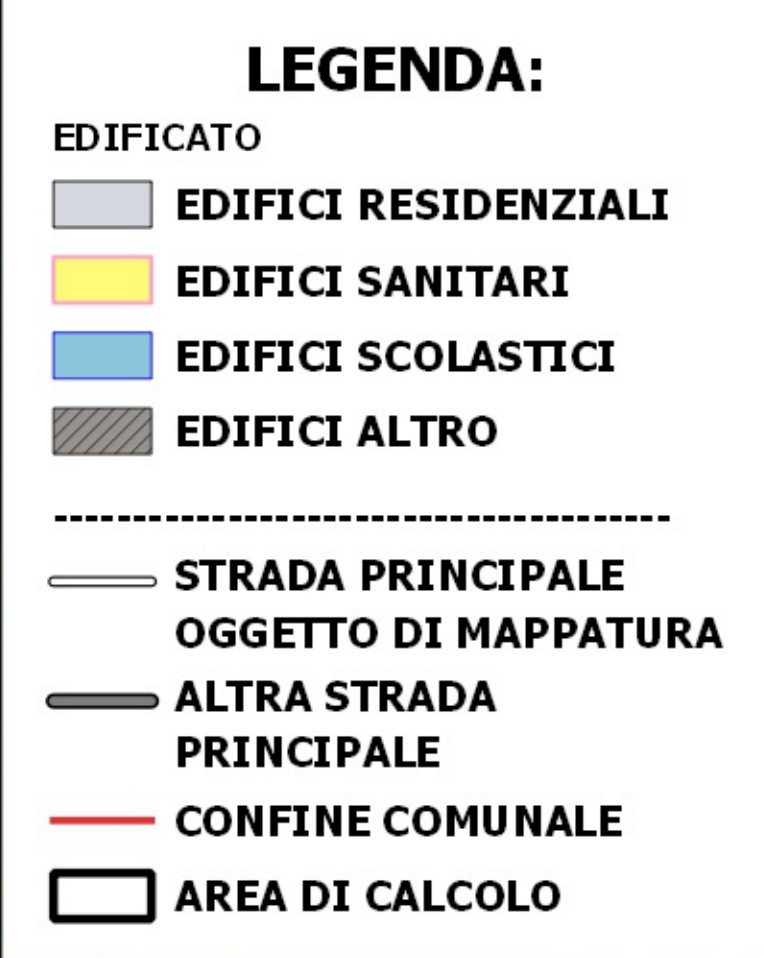 LEGENDA:
EDIFICATO
EDIFICI RESIDENZIALI
EDIFICI SANITARI
EDIFICI SCOLASTICI
EDIFICI ALTRO
---------------------------------------
STRADA PRINCIPALE
OGGETTO DI MAPPATURA
ALTRA STRADA
PRINCIPALE
CONFINE COMUNALE
AREA DI CALCOLO